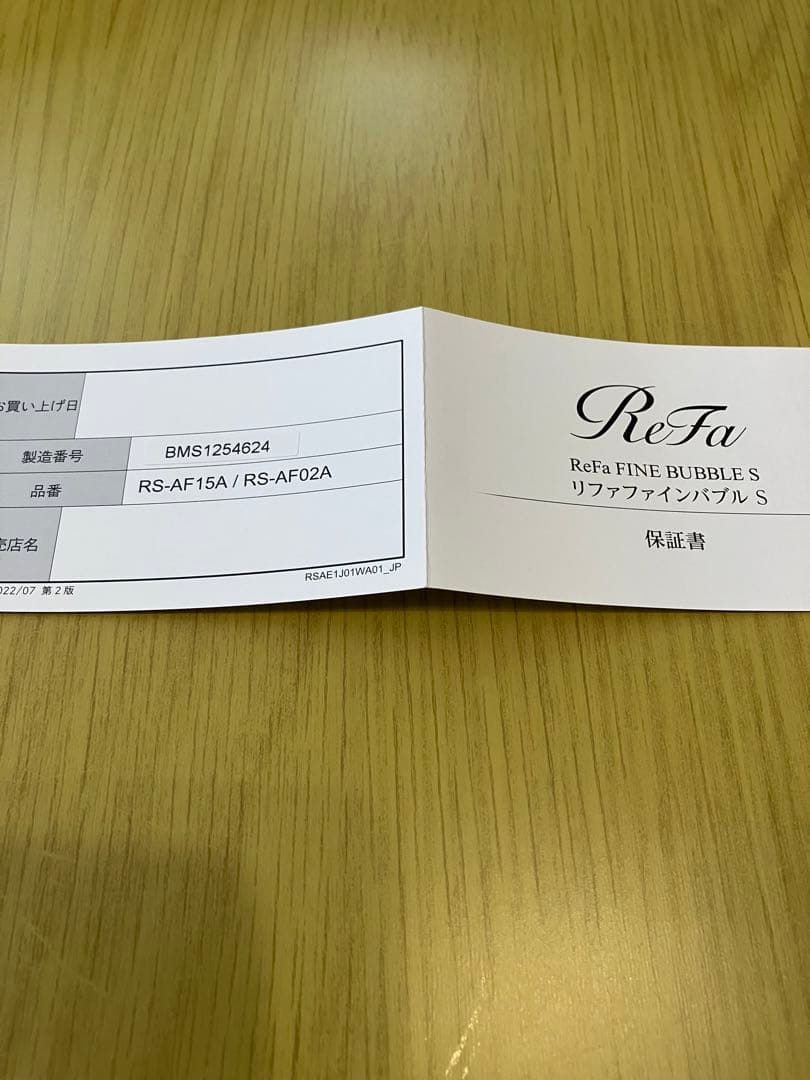 お買い上げ日
製造番号 BMS1254624
品番 RS-AF15A / RS-AF02A
売店名
022/07 第2版
RSAE1J01WA01_JP
ReFa
ReFa FINE BUBBLE S
リファファインバブル S
保証書